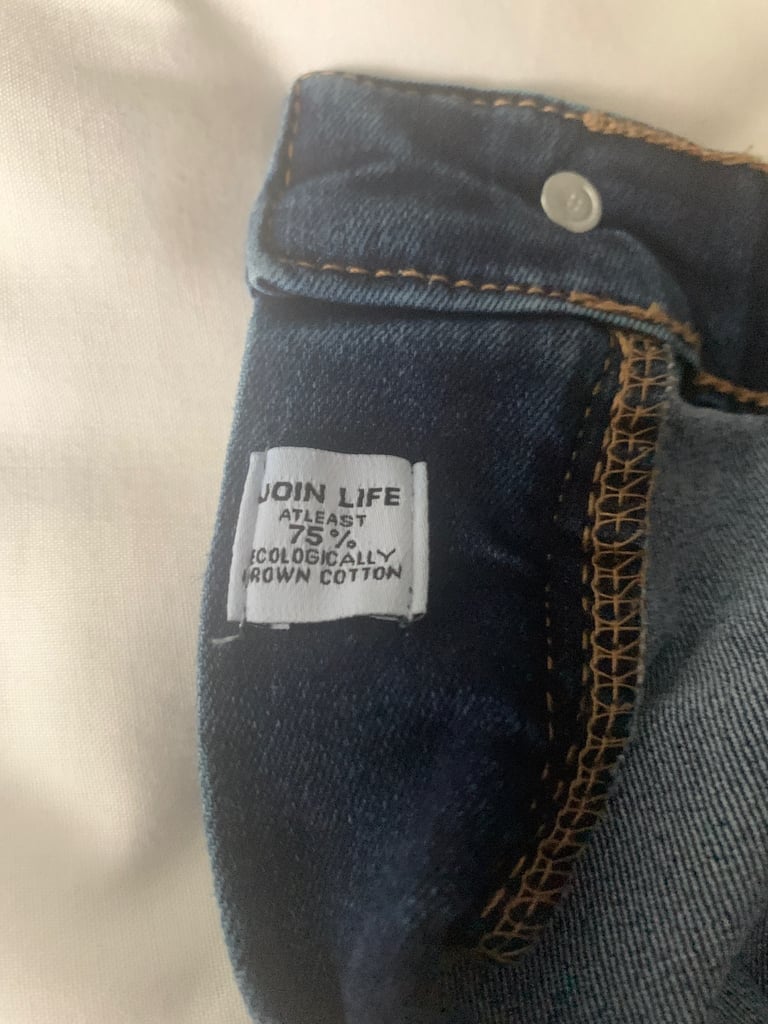 JOIN LIFE
ATLEAST
75%
ECOLOGICALLY
GROWN COTTON